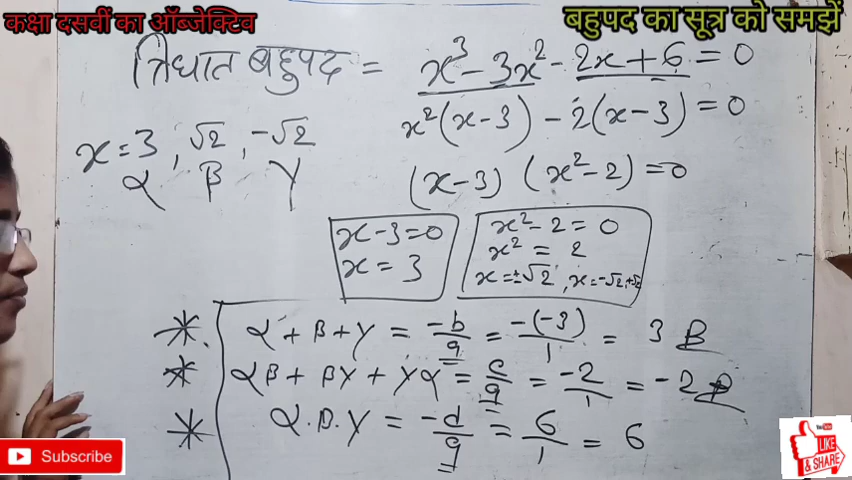 कक्षा दसवीं का ऑब्जेक्टिव
बहुपद का सूत्र को समझें
त्रिघात बहुपद = x³ - 3x² - 2x + 6 = 0
x²(x-3) - 2(x-3) = 0
x = 3, √2, -√2
α β γ
(x-3) (x²-2) = 0
x-3=0
x = 3
x²-2 = 0
x² = 2
x=±√2, x=-√2,+√2
*. α + β + γ = -b/a = -(-3)/1 = 3
* αβ + βγ + γα = c/a = -2/1 = -2
* α.β.γ = -d/a = 6/1 = 6
Subscribe
YouTube
LIKE
& SHARE